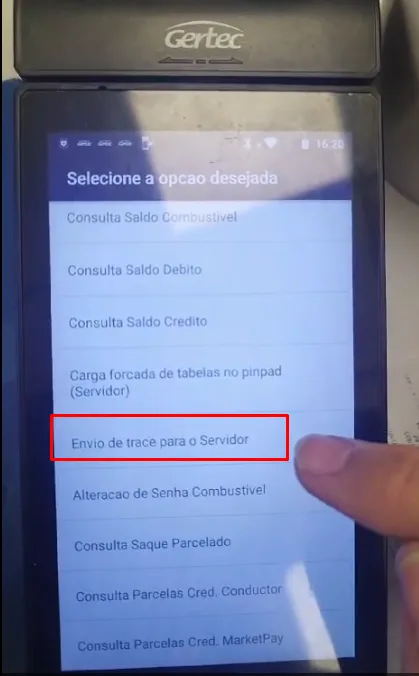 Gertec
16:20
Selecione a opcao desejada
Consulta Saldo Combustivel
Consulta Saldo Debito
Consulta Saldo Credito
Carga forcada de tabelas no pinpad
(Servidor)
Envio de trace para o Servidor
Alteracao de Senha Combustivel
Consulta Saque Parcelado
Consulta Parcelas Cred. Conductor
Consulta Parcelas Cred. MarketPay